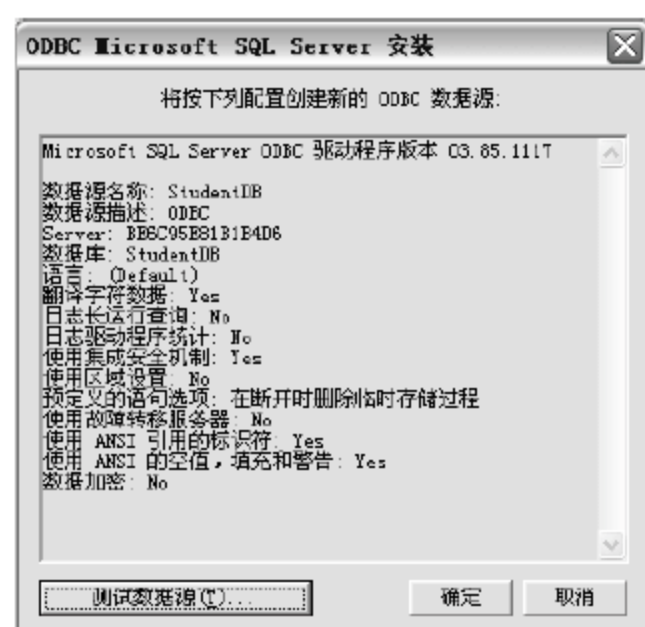 ODBC Microsoft SQL Server 安装
将按下列配置创建新的 ODBC 数据源:
Microsoft SQL Server ODBC 驱动程序版本 03.85.1117
数据源名称: StudentDB
数据源描述: ODBC
Server: BB6C95B81B1B4D6
数据库: StudentDB
语言: (Default)
翻译字符数据: Yes
日志长运行查询: No
日志驱动程序统计: No
使用集成安全机制: Yes
使用区域设置: No
预定义的语句选项: 在断开时删除临时存储过程
使用故障转移服务器: No
使用 ANSI 引用的标识符: Yes
使用 ANSI 的空值，填充和警告: Yes
数据加密: No
测试数据源(T)...
确定
取消